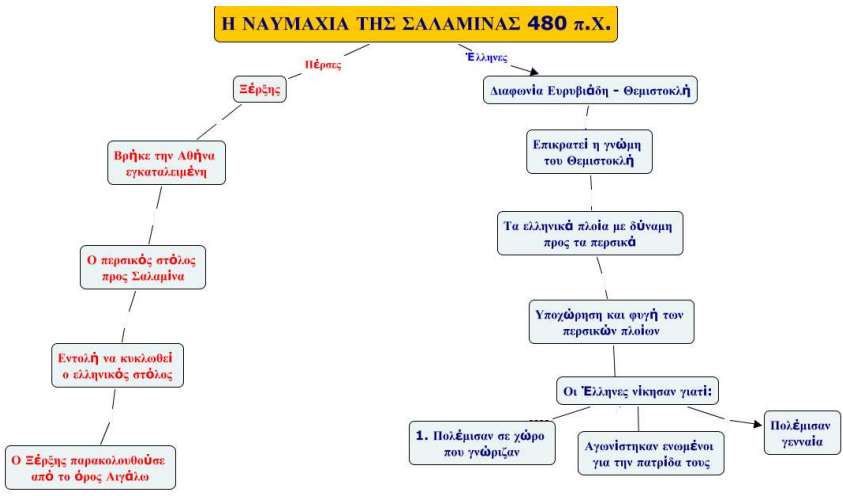 Η ΝΑΥΜΑΧΙΑ ΤΗΣ ΣΑΛΑΜΙΝΑΣ 480 π.Χ.
Πέρσες
Έλληνες
Ξέρξης
Διαφωνία Ευρυβιάδη - Θεμιστοκλή
Βρήκε την Αθήνα
εγκαταλειμένη
Επικρατεί η γνώμη
του Θεμιστοκλή
Ο περσικός στόλος
προς Σαλαμίνα
Τα ελληνικά πλοία με δύναμη
προς τα περσικά
Εντολή να κυκλωθεί
ο ελληνικός στόλος
Υποχώρηση και φυγή των
περσικών πλοίων
Οι Έλληνες νίκησαν γιατί:
Ο Ξέρξης παρακολουθούσε
από το όρος Αιγάλω
1. Πολέμισαν σε χώρο
που γνώριζαν
Αγωνίστηκαν ενωμένοι
για την πατρίδα τους
Πολέμισαν
γενναία